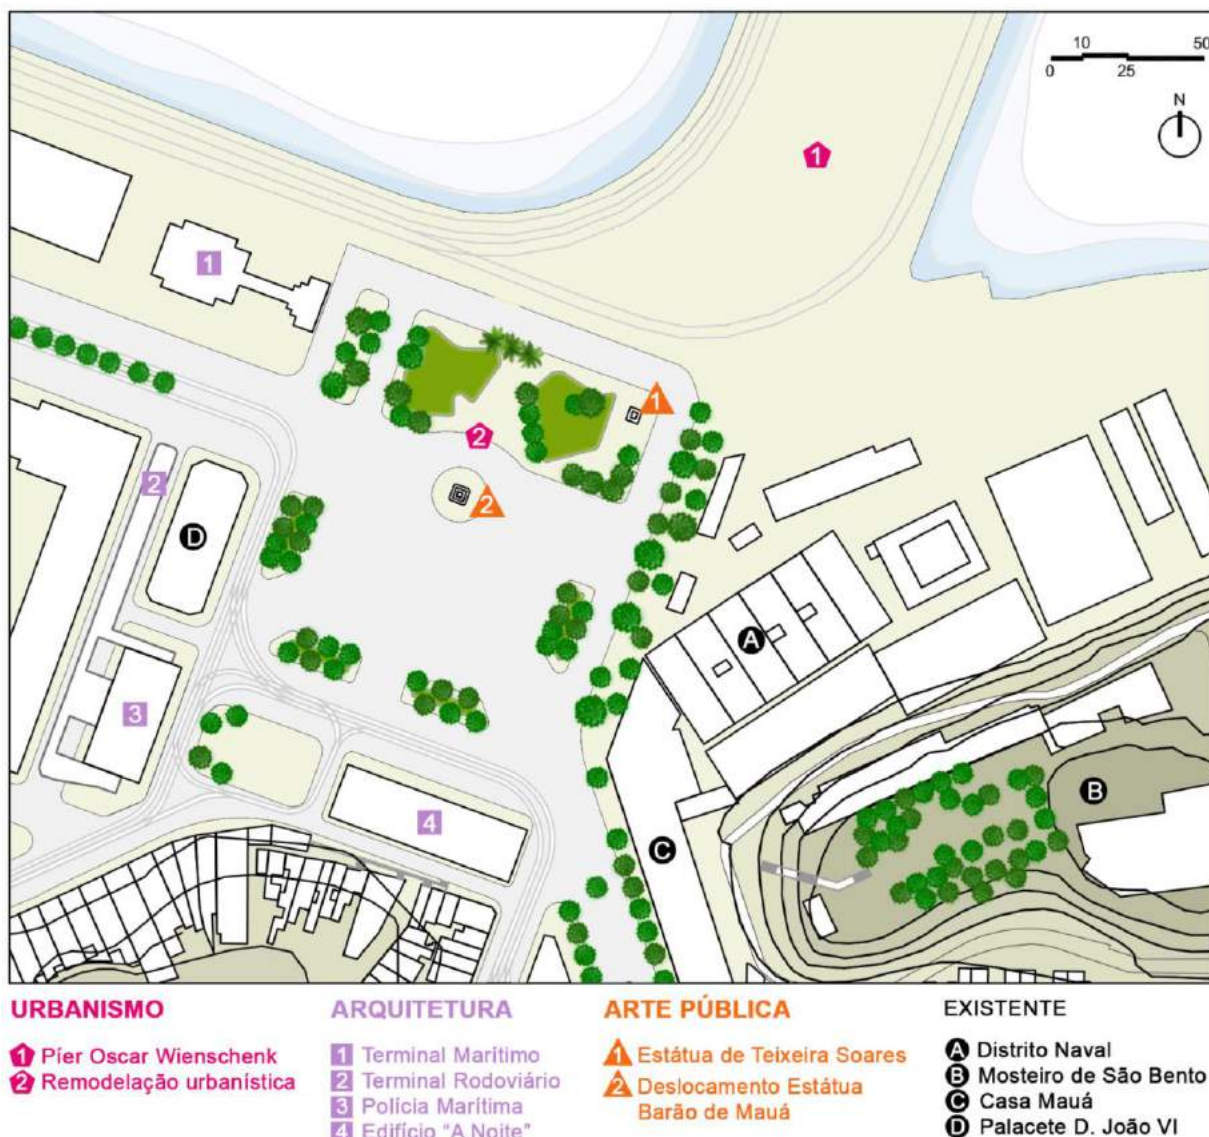 10 50
0 25
N
1
1
1
2
2
2
D
A
3
B
4
C
URBANISMO
1 Píer Oscar Wienschenk
2 Remodelação urbanística
ARQUITETURA
1 Terminal Marítimo
2 Terminal Rodoviário
3 Polícia Marítima
4 Edifício "A Noite"
ARTE PÚBLICA
1 Estátua de Teixeira Soares
2 Deslocamento Estátua
Barão de Mauá
EXISTENTE
A Distrito Naval
B Mosteiro de São Bento
C Casa Mauá
D Palacete D. João VI